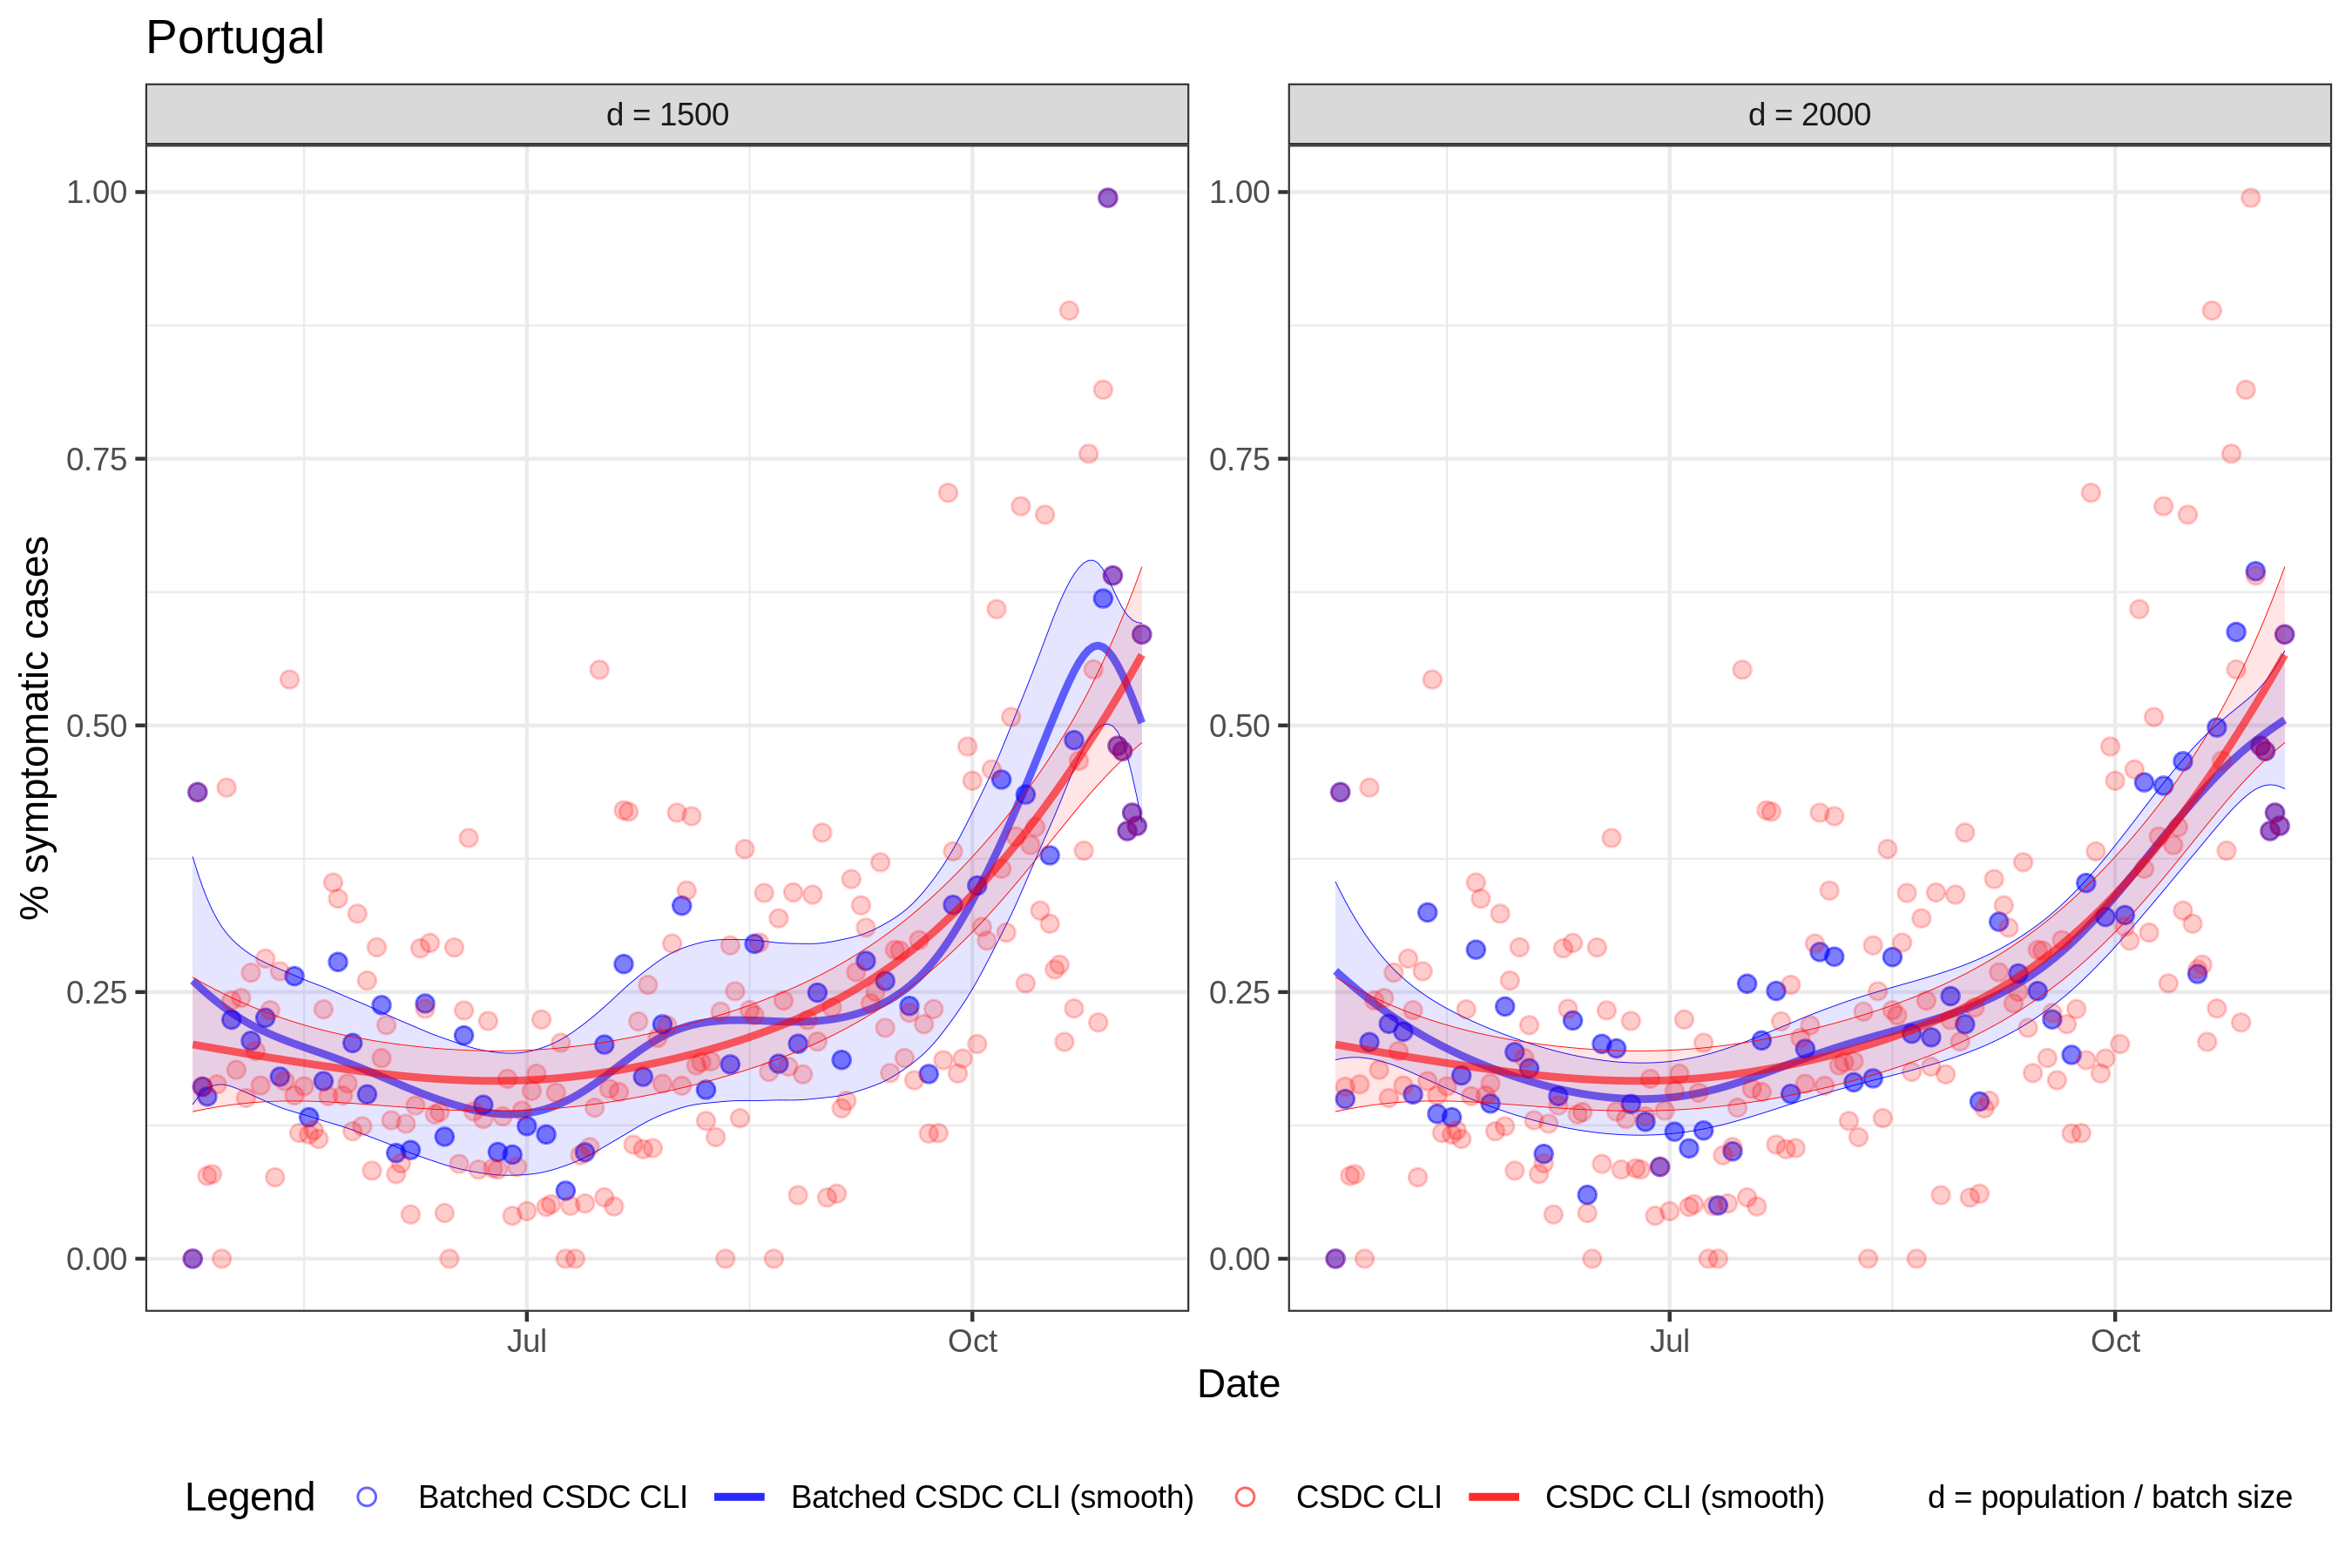 Portugal
d = 1500
d = 2000
% symptomatic cases
1.00
0.75
0.50
0.25
0.00
1.00
0.75
0.50
0.25
0.00
Jul
Oct
Jul
Oct
Date
Legend
Batched CSDC CLI
Batched CSDC CLI (smooth)
CSDC CLI
CSDC CLI (smooth)
d = population / batch size